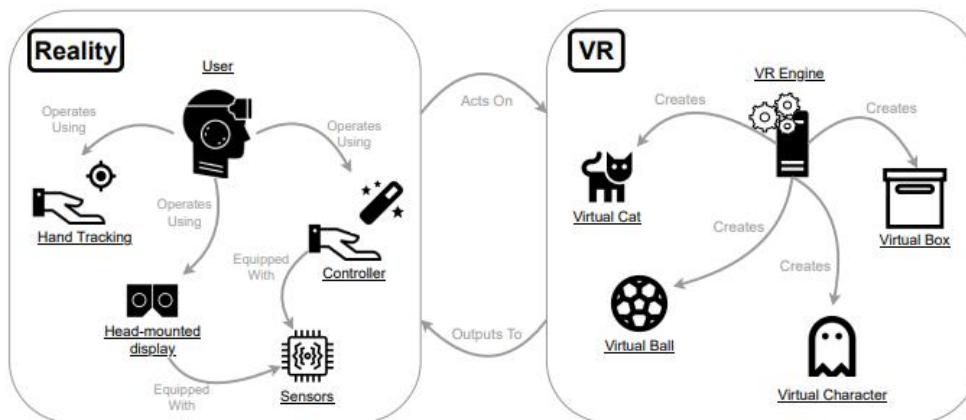 Reality
User
Operates
Using
Operates
Using
Hand Tracking
Operates
Using
Equipped
With
Controller
Head-mounted
display
Equipped
With
Sensors
Acts On
Outputs To
VR
VR Engine
Creates
Creates
Virtual Cat
Virtual Box
Creates
Creates
Virtual Ball
Virtual Character